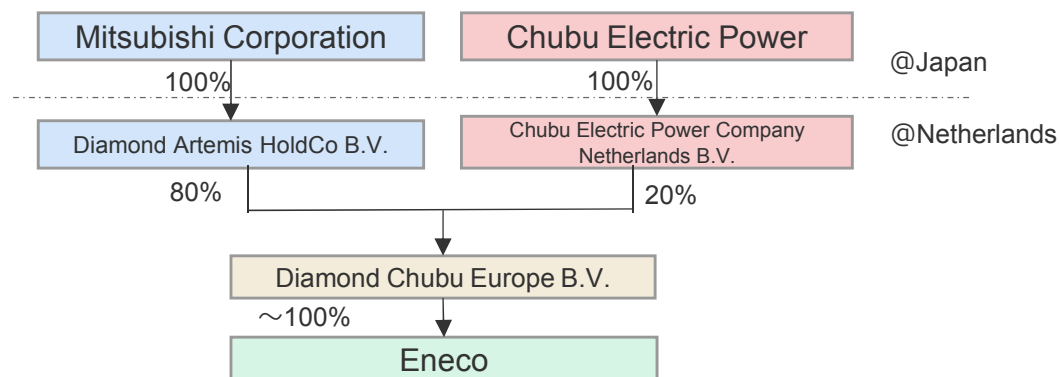 Mitsubishi Corporation
Chubu Electric Power
100%
100%
@Japan
Diamond Artemis HoldCo B.V.
Chubu Electric Power Company
Netherlands B.V.
@Netherlands
80%
20%
Diamond Chubu Europe B.V.
～100%
Eneco